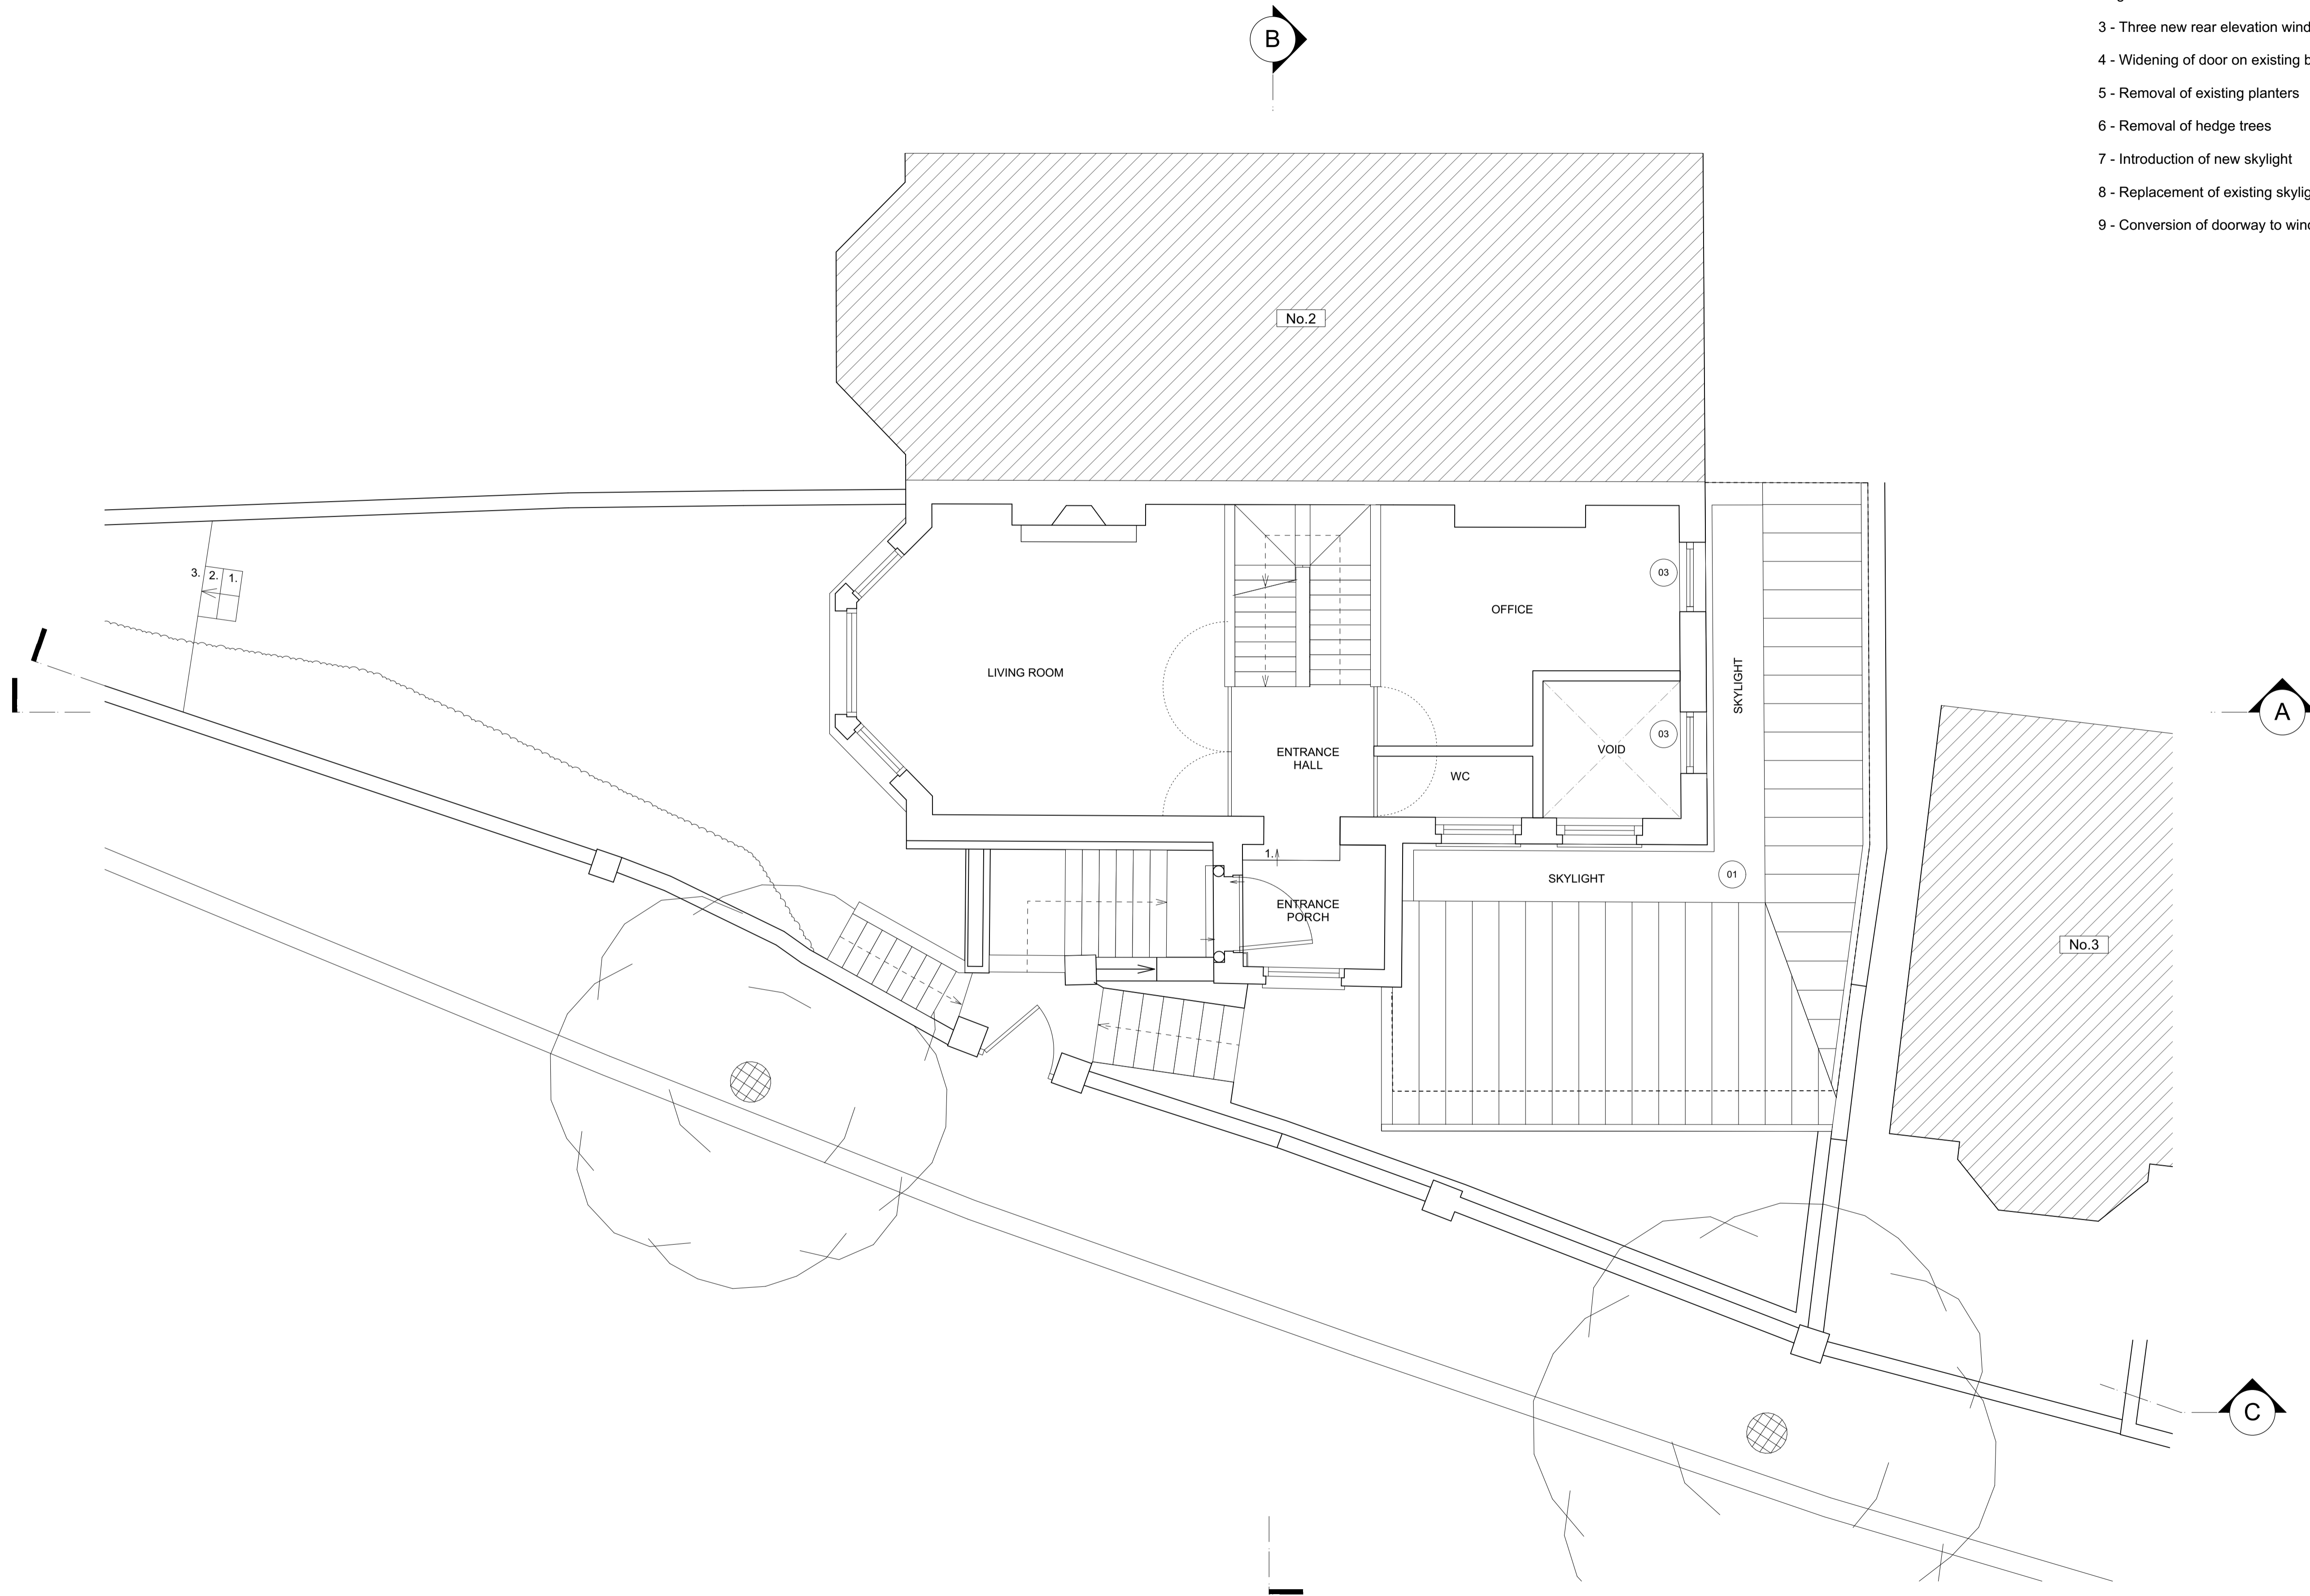 B
3 - Three new rear elevation
4 - Widening of door on existing
5 - Removal of existing planters
6 - Removal of hedge trees
7 - Introduction of new skylight
8 - Replacement of existing
9 - Conversion of doorway to
No.2
3. 2. 1.
03
OFFICE
LIVING ROOM
SKYLIGHT
A
03
ENTRANCE
HALL
VOID
WC
1.
SKYLIGHT
01
ENTRANCE
PORCH
No.3
C